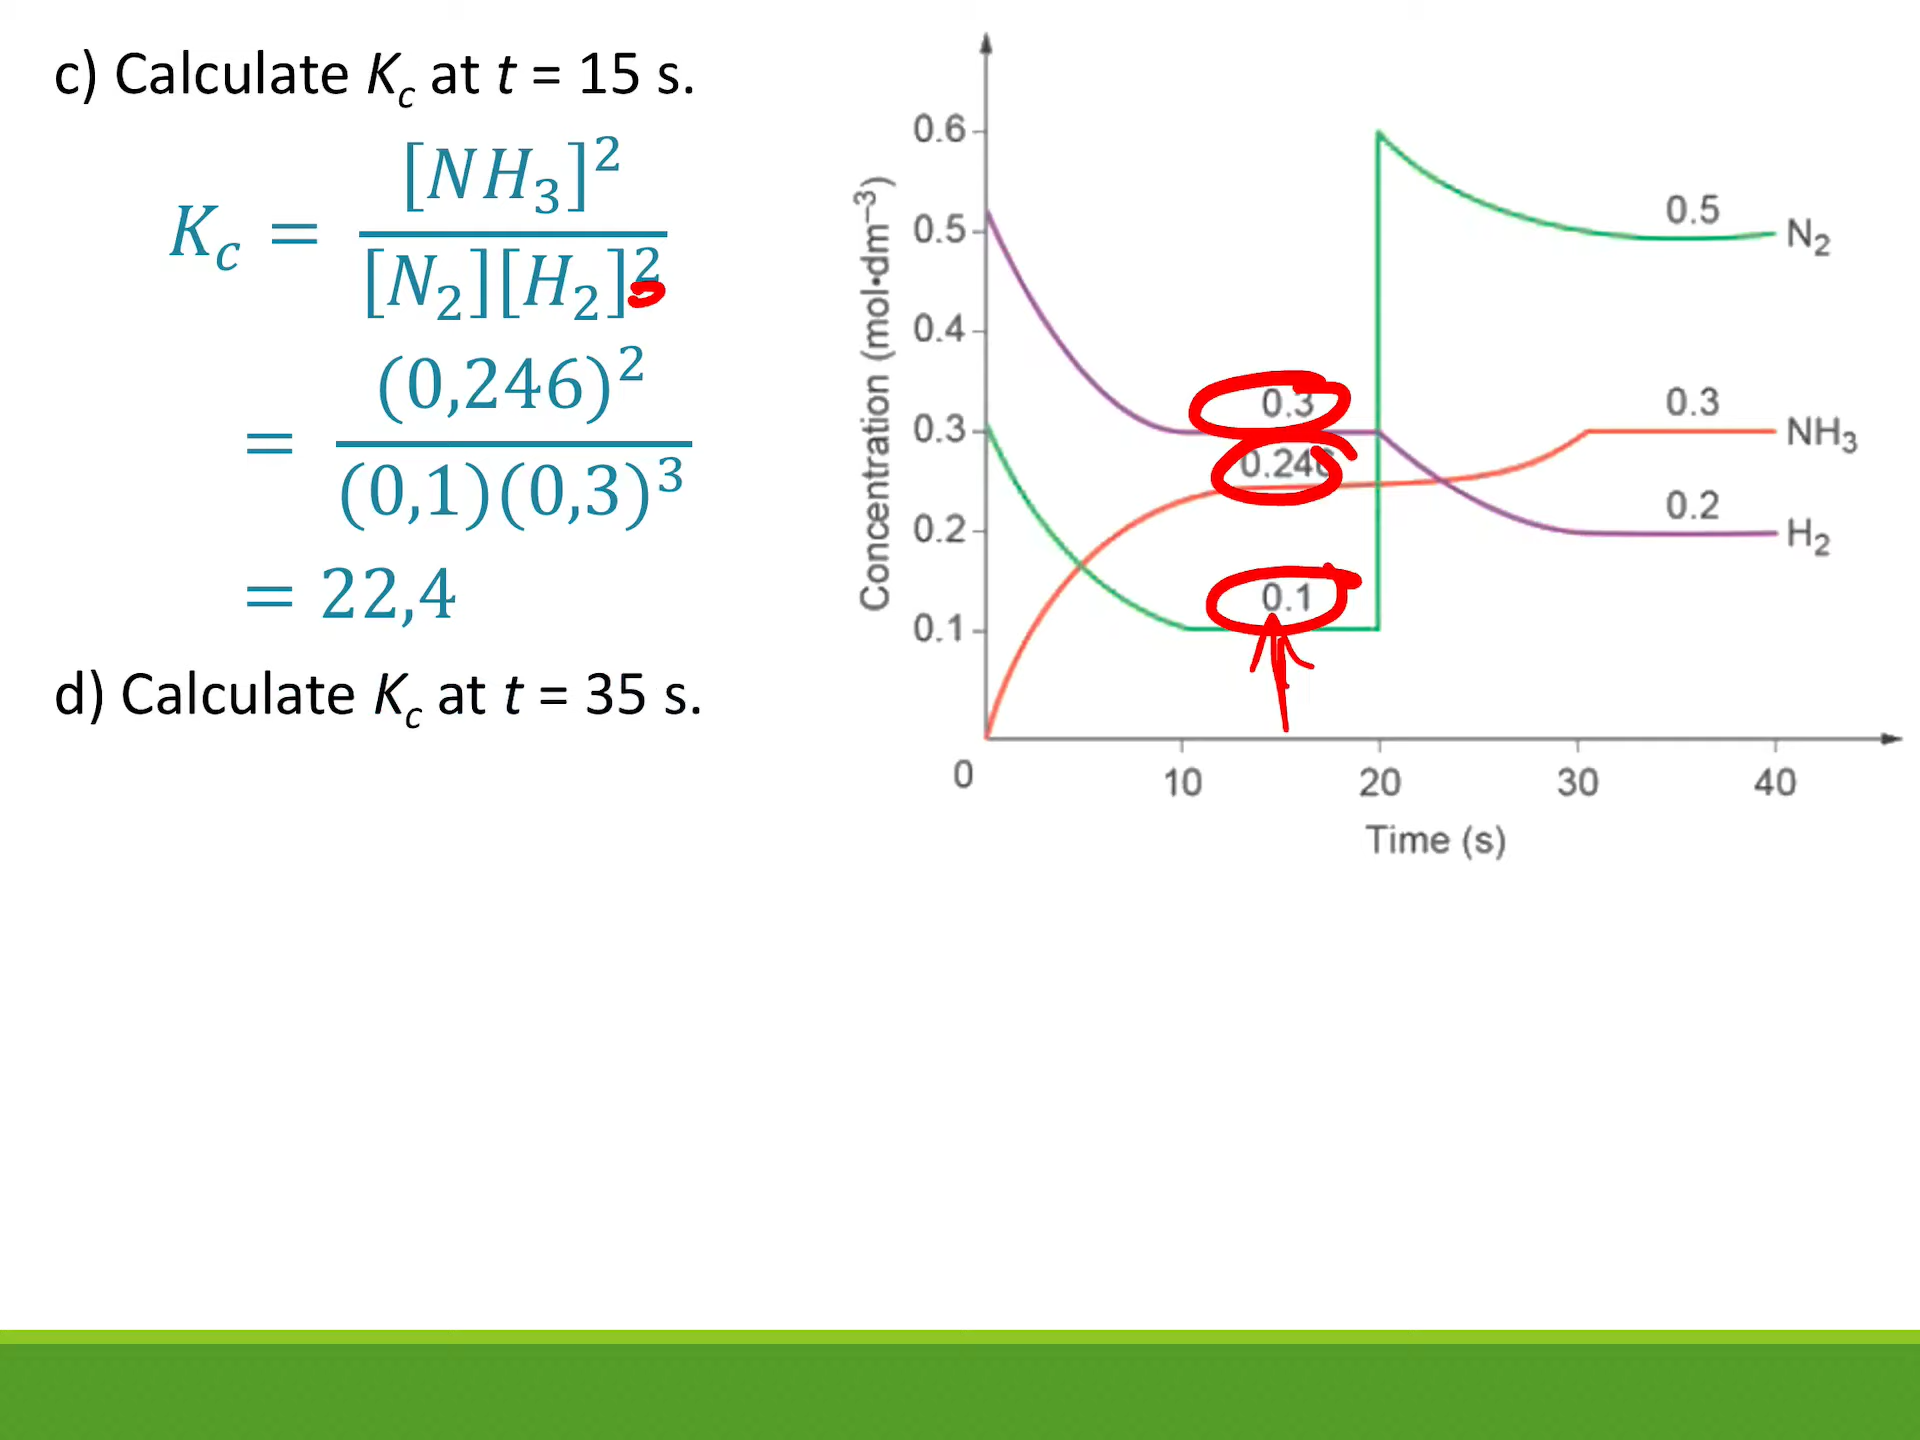 c) Calculate Kc at t = 15 s.
Kc = [NH3]² / [N2][H2]²
= (0,246)² / (0,1)(0,3)³
= 22,4
d) Calculate Kc at t = 35 s.
Concentration (mol•dm⁻³)
0.6
0.5
0.4
0.3
0.2
0.1
0
10
20
30
40
Time (s)
0.3
0.246
0.1
0.5
N2
0.3
NH3
0.2
H2